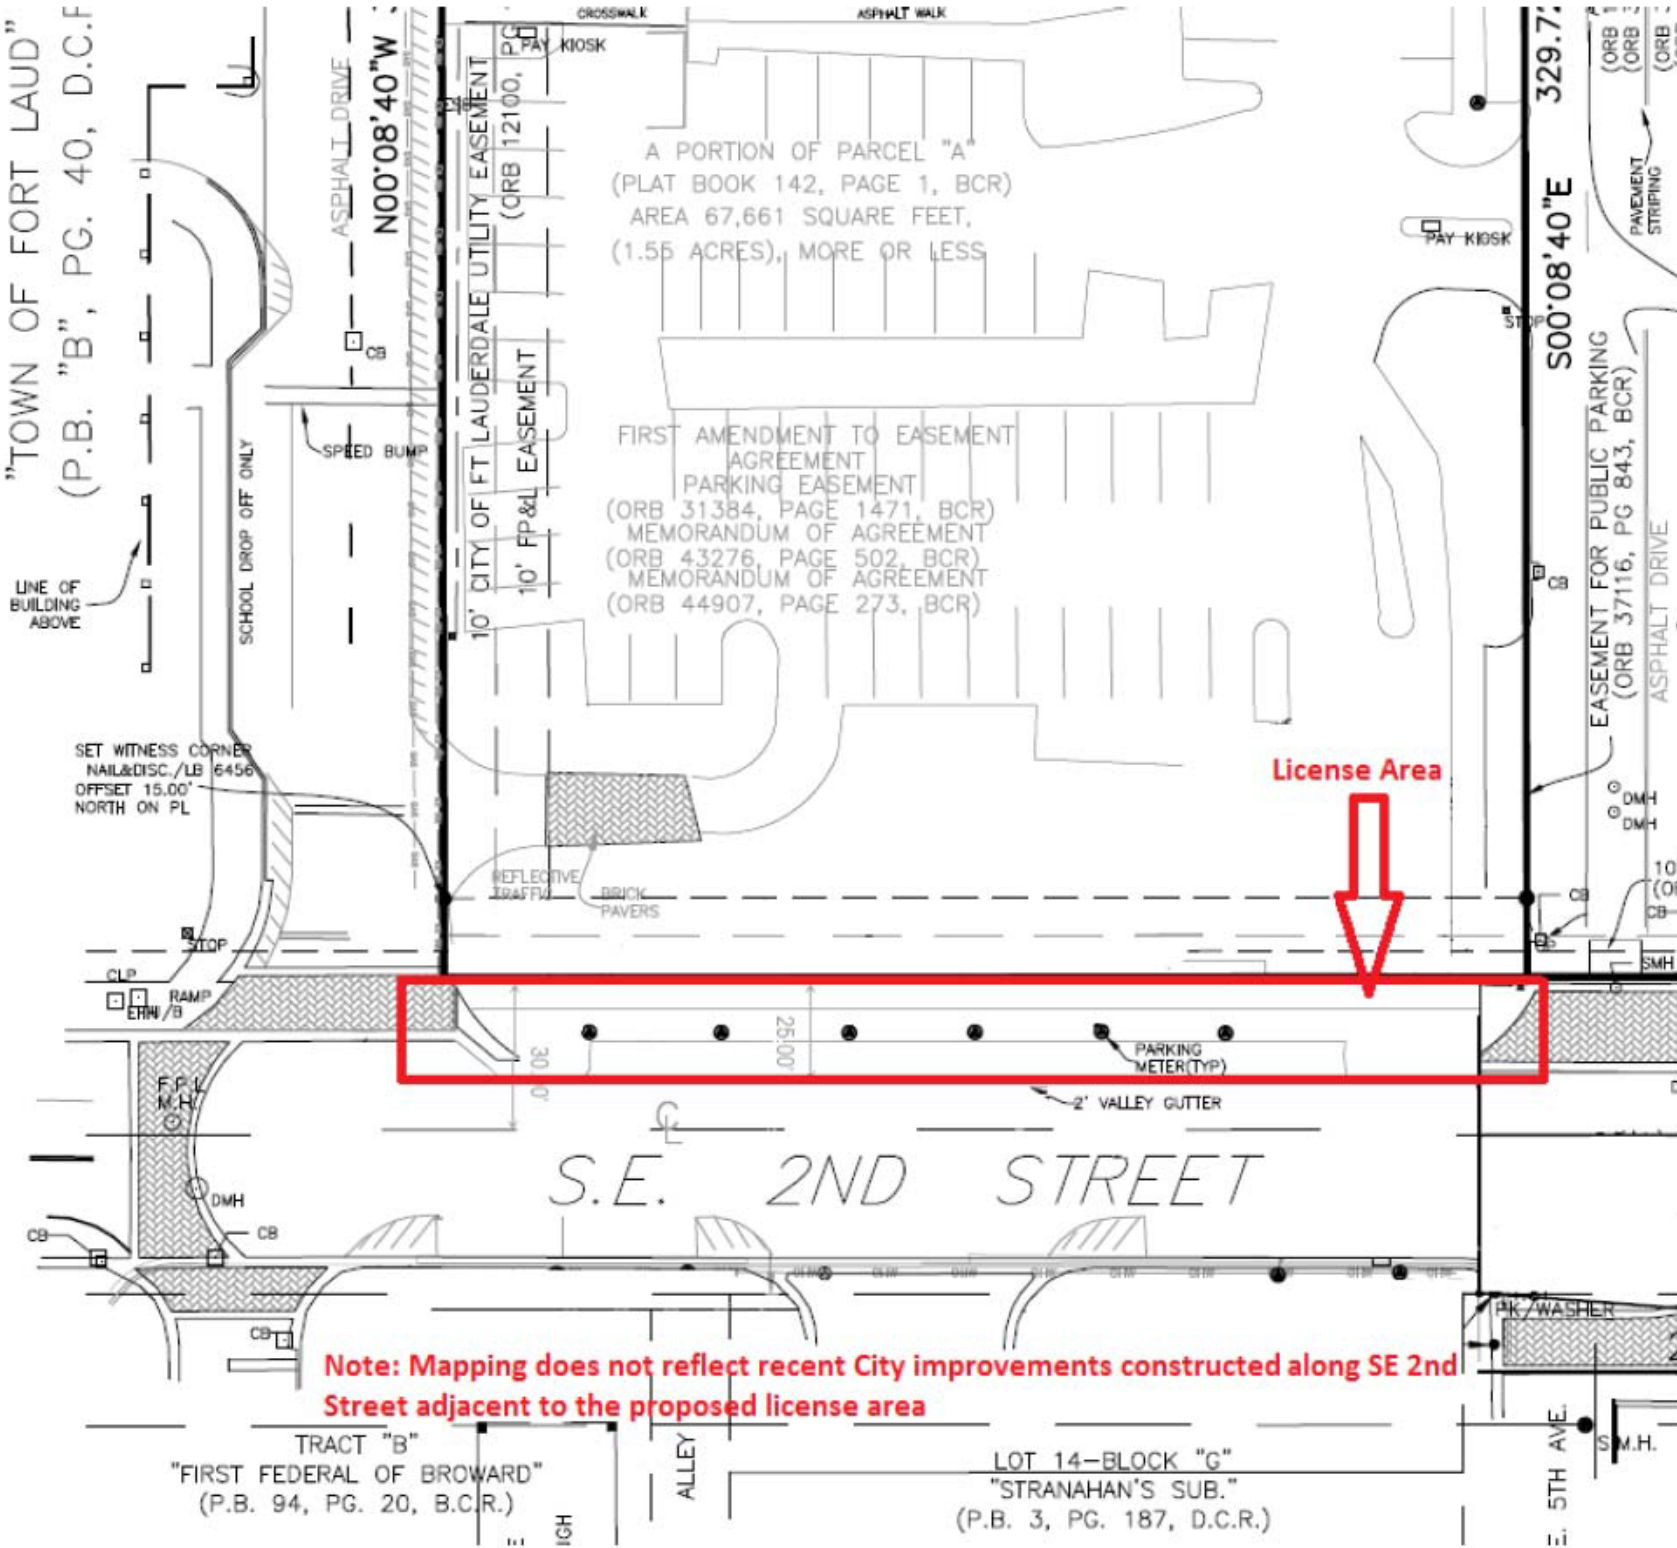 "TOWN OF FORT LAUD"
(P.B. "B", PG. 40, D.C.R
ASPHALT DRIVE
N00°08'40"W
10' CITY OF FT LAUDERDALE UTILITY EASEMENT
(ORB 12100, PG
10' FP&L EASEMENT
CROSSWALK
ASPHALT WALK
PAY KIOSK
A PORTION OF PARCEL "A"
(PLAT BOOK 142, PAGE 1, BCR)
AREA 67,661 SQUARE FEET,
(1.55 ACRES), MORE OR LESS
329.72
S00°08'40"E
(ORB
(ORB
(ORB
PAVEMENT
STRIPING
PAY KIOSK
STOP
CB
SPEED BUMP
SCHOOL DROP OFF ONLY
LINE OF
BUILDING
ABOVE
FIRST AMENDMENT TO EASEMENT
AGREEMENT
PARKING EASEMENT
(ORB 31384, PAGE 1471, BCR)
MEMORANDUM OF AGREEMENT
(ORB 43276, PAGE 502, BCR)
MEMORANDUM OF AGREEMENT
(ORB 44907, PAGE 273, BCR)
CB
EASEMENT FOR PUBLIC PARKING
(ORB 37116, PG 843, BCR)
ASPHALT DRIVE
SET WITNESS CORNER
NAIL&DISC./LB 6456
OFFSET 15.00'
NORTH ON PL
License Area
DMH
DMH
REFLECTIVE
TRAFFIC
BRICK
PAVERS
10
CB
CB
STOP
SMH
CLP
RAMP
25.00'
PARKING
METER(TYP)
2' VALLEY GUTTER
F.P.L
M.H.
CL
S.E. 2ND STREET
DMH
CB
CB
PK/WASHER
CB
Note: Mapping does not reflect recent City improvements constructed along SE 2nd
Street adjacent to the proposed license area
TRACT "B"
"FIRST FEDERAL OF BROWARD"
(P.B. 94, PG. 20, B.C.R.)
ALLEY
LOT 14-BLOCK "G"
"STRANAHAN'S SUB."
(P.B. 3, PG. 187, D.C.R.)
E. 5TH AVE.
S.M.H.